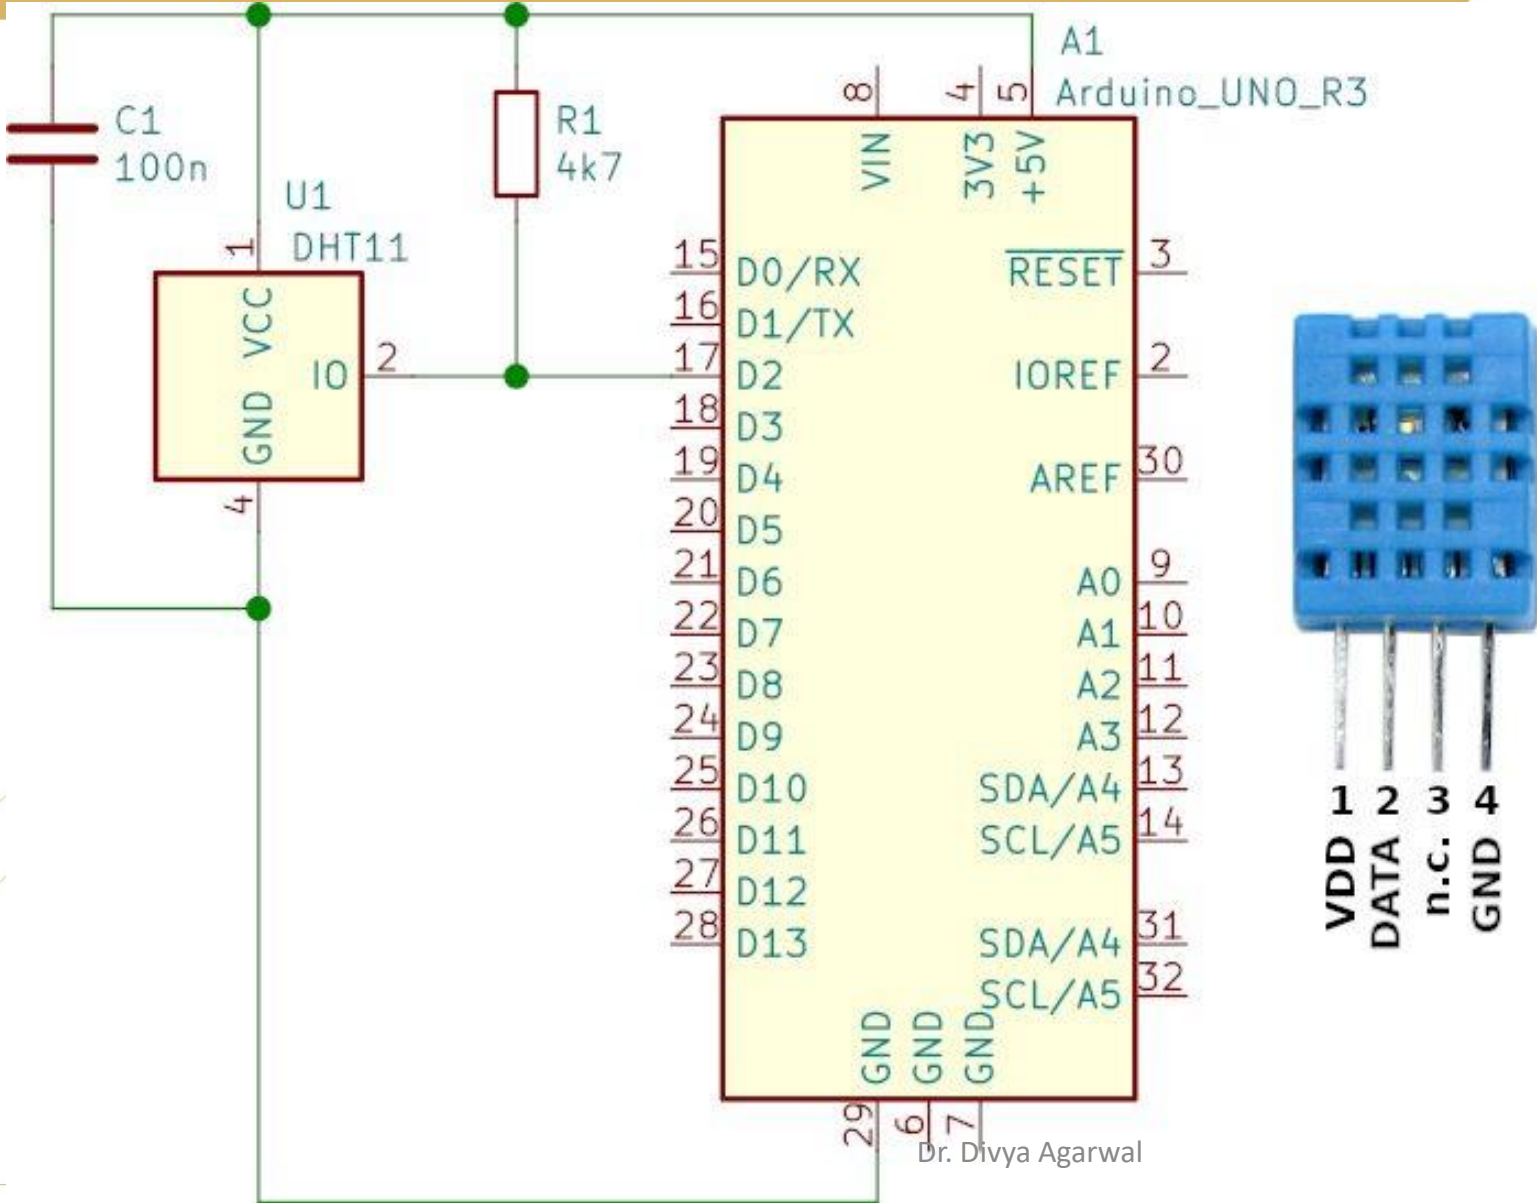 A1
Arduino_UNO_R3
C1
100n
R1
4k7
U1
DHT11
1
VCC
GND
IO
2
4
8
4
5
VIN
3V3
+5V
15
D0/RX
16
D1/TX
17
D2
18
D3
19
D4
20
D5
21
D6
22
D7
23
D8
24
D9
25
D10
26
D11
27
D12
28
D13
RESET
3
IOREF
2
AREF
30
A0
9
A1
10
A2
11
A3
12
SDA/A4
13
SCL/A5
14
SDA/A4
31
SCL/A5
32
GND
GND
GND
29
6
7
1 2 3 4
VDD
DATA
n.c.
GND
Dr. Divya Agarwal